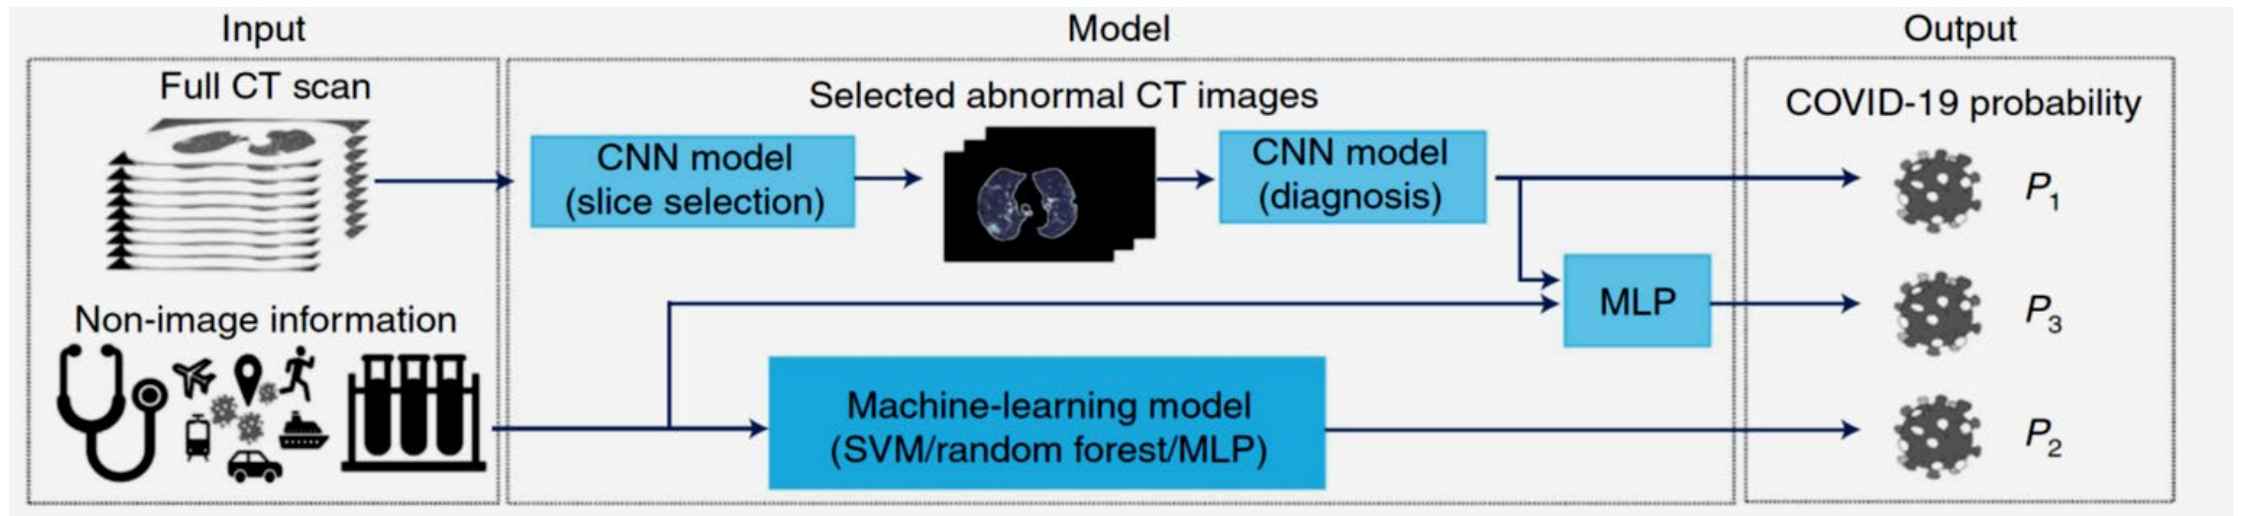 Input
Model
Output
Full CT scan
Selected abnormal CT images
COVID-19 probability
CNN model
(slice selection)
CNN model
(diagnosis)
P1
MLP
P3
Non-image information
Machine-learning model
(SVM/random forest/MLP)
P2